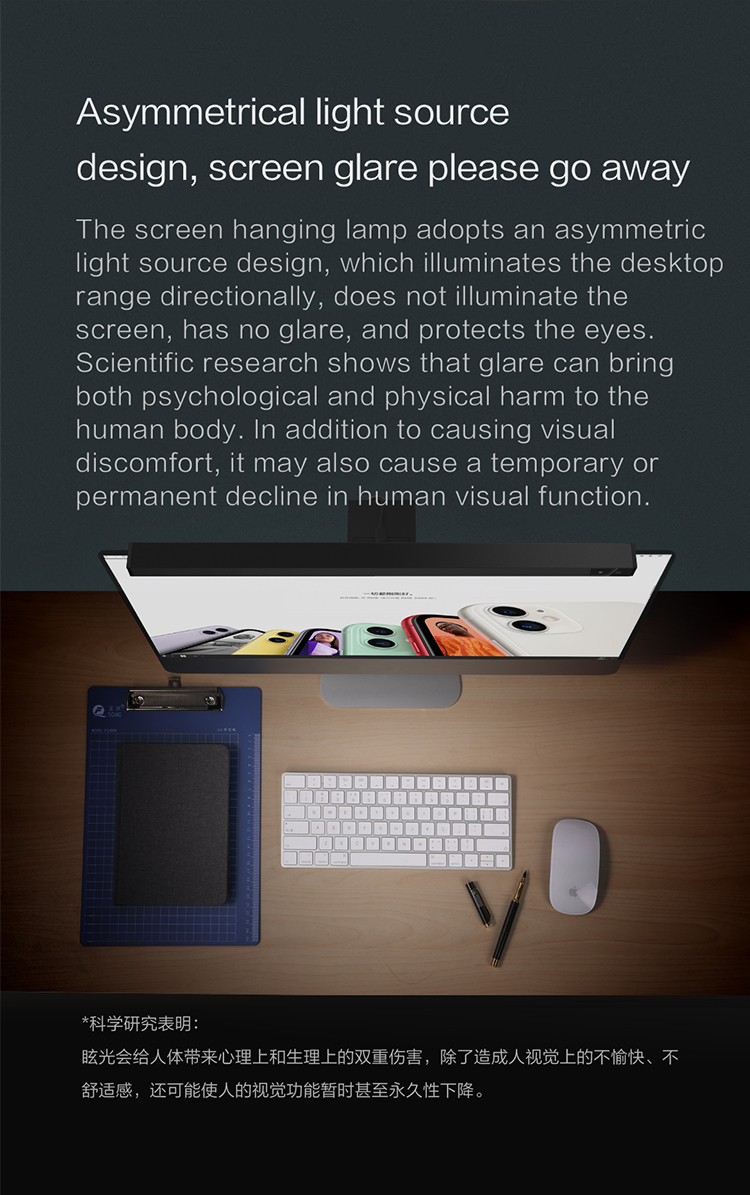 Asymmetrical light source
design, screen glare please go away
The screen hanging lamp adopts an asymmetric
light source design, which illuminates the desktop
range directionally, does not illuminate the
screen, has no glare, and protects the eyes.
Scientific research shows that glare can bring
both psychological and physical harm to the
human body. In addition to causing visual
discomfort, it may also cause a temporary or
permanent decline in human visual function.
一切都刚刚好。
*科学研究表明：
眩光会给人体带来心理上和生理上的双重伤害，除了造成人视觉上的不愉快、不
舒适感，还可能使人的视觉功能暂时甚至永久性下降。